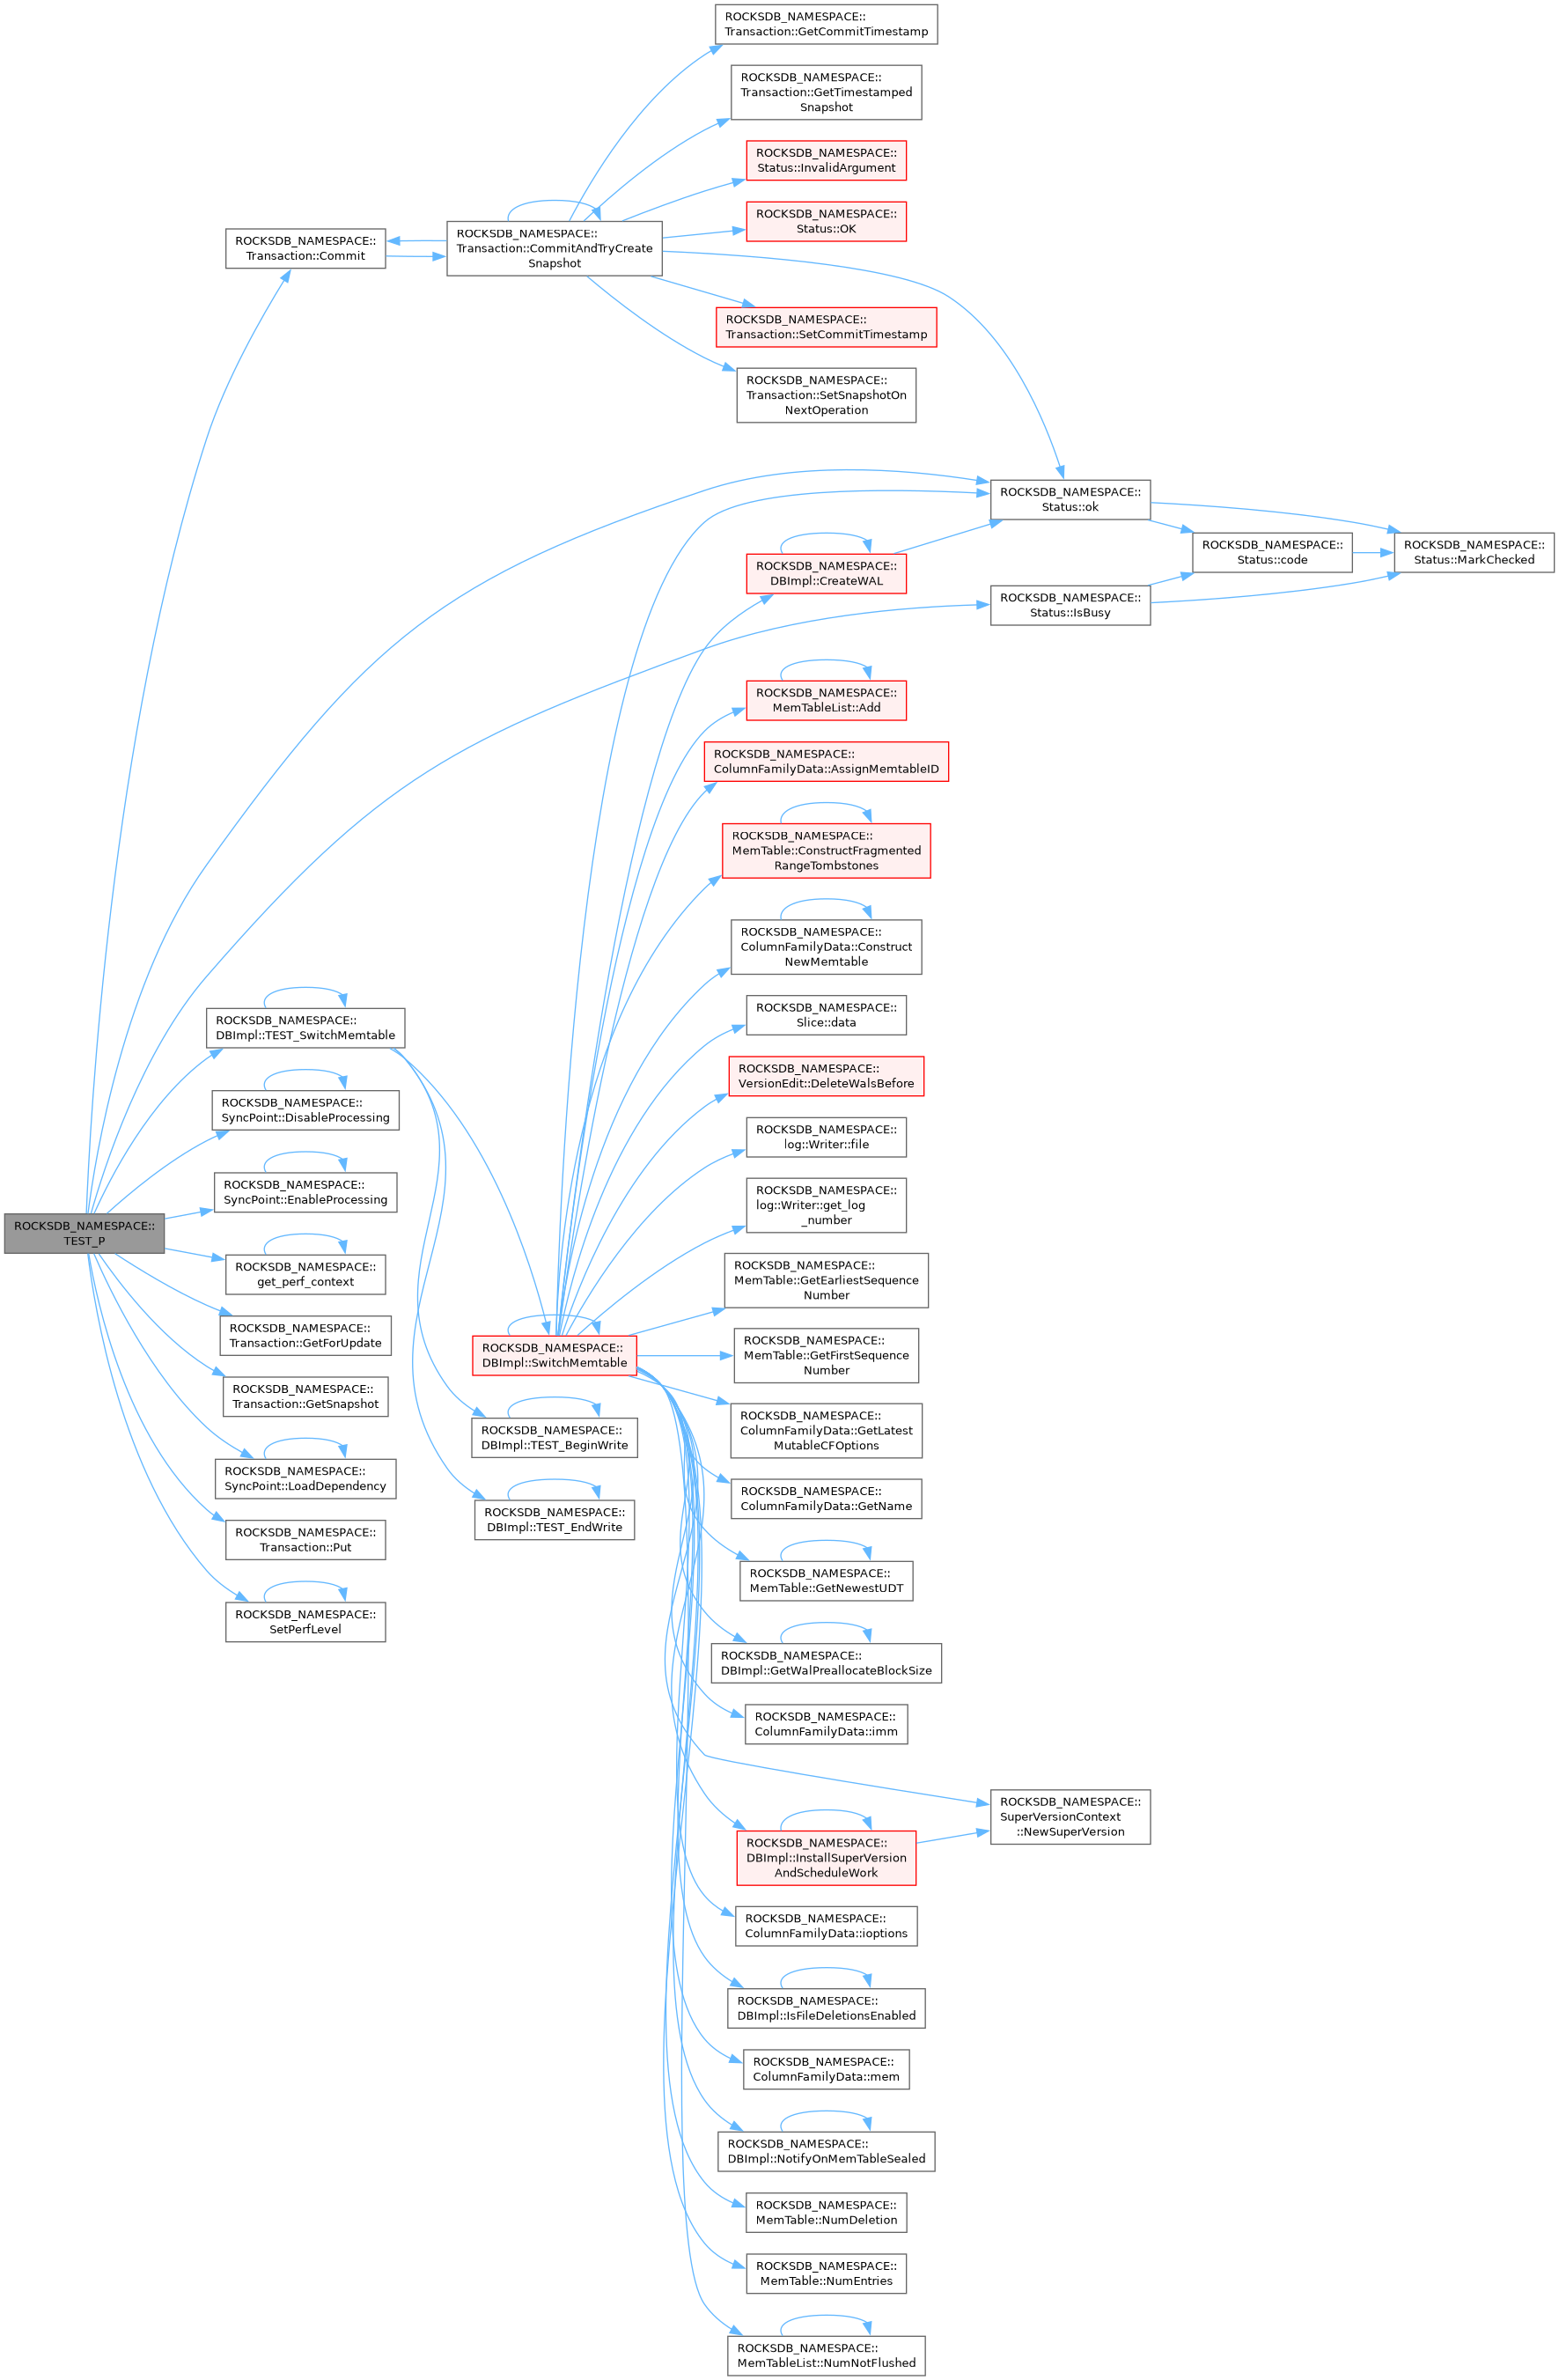 ROCKSDB_NAMESPACE::
Transaction::GetCommitTimestamp
ROCKSDB_NAMESPACE::
Transaction::GetTimestamped
Snapshot
ROCKSDB_NAMESPACE::
Status::InvalidArgument
ROCKSDB_NAMESPACE::
Status::OK
ROCKSDB_NAMESPACE::
Transaction::Commit
ROCKSDB_NAMESPACE::
Transaction::CommitAndTryCreate
Snapshot
ROCKSDB_NAMESPACE::
Transaction::SetCommitTimestamp
ROCKSDB_NAMESPACE::
Transaction::SetSnapshotOn
NextOperation
ROCKSDB_NAMESPACE::
Status::ok
ROCKSDB_NAMESPACE::
Status::code
ROCKSDB_NAMESPACE::
Status::MarkChecked
ROCKSDB_NAMESPACE::
DBImpl::CreateWAL
ROCKSDB_NAMESPACE::
Status::IsBusy
ROCKSDB_NAMESPACE::
MemTableList::Add
ROCKSDB_NAMESPACE::
ColumnFamilyData::AssignMemtableID
ROCKSDB_NAMESPACE::
MemTable::ConstructFragmented
RangeTombstones
ROCKSDB_NAMESPACE::
ColumnFamilyData::Construct
NewMemtable
ROCKSDB_NAMESPACE::
Slice::data
ROCKSDB_NAMESPACE::
DBImpl::TEST_SwitchMemtable
ROCKSDB_NAMESPACE::
VersionEdit::DeleteWalsBefore
ROCKSDB_NAMESPACE::
SyncPoint::DisableProcessing
ROCKSDB_NAMESPACE::
log::Writer::file
ROCKSDB_NAMESPACE::
SyncPoint::EnableProcessing
ROCKSDB_NAMESPACE::
log::Writer::get_log
_number
ROCKSDB_NAMESPACE::
TEST_P
ROCKSDB_NAMESPACE::
get_perf_context
ROCKSDB_NAMESPACE::
MemTable::GetEarliestSequence
Number
ROCKSDB_NAMESPACE::
Transaction::GetForUpdate
ROCKSDB_NAMESPACE::
DBImpl::SwitchMemtable
ROCKSDB_NAMESPACE::
MemTable::GetFirstSequence
Number
ROCKSDB_NAMESPACE::
Transaction::GetSnapshot
ROCKSDB_NAMESPACE::
DBImpl::TEST_BeginWrite
ROCKSDB_NAMESPACE::
ColumnFamilyData::GetLatest
MutableCFOptions
ROCKSDB_NAMESPACE::
SyncPoint::LoadDependency
ROCKSDB_NAMESPACE::
ColumnFamilyData::GetName
ROCKSDB_NAMESPACE::
DBImpl::TEST_EndWrite
ROCKSDB_NAMESPACE::
Transaction::Put
ROCKSDB_NAMESPACE::
MemTable::GetNewestUDT
ROCKSDB_NAMESPACE::
SetPerfLevel
ROCKSDB_NAMESPACE::
DBImpl::GetWalPreallocateBlockSize
ROCKSDB_NAMESPACE::
ColumnFamilyData::imm
ROCKSDB_NAMESPACE::
SuperVersionContext
::NewSuperVersion
ROCKSDB_NAMESPACE::
DBImpl::InstallSuperVersion
AndScheduleWork
ROCKSDB_NAMESPACE::
ColumnFamilyData::ioptions
ROCKSDB_NAMESPACE::
DBImpl::IsFileDeletionsEnabled
ROCKSDB_NAMESPACE::
ColumnFamilyData::mem
ROCKSDB_NAMESPACE::
DBImpl::NotifyOnMemTableSealed
ROCKSDB_NAMESPACE::
MemTable::NumDeletion
ROCKSDB_NAMESPACE::
MemTable::NumEntries
ROCKSDB_NAMESPACE::
MemTableList::NumNotFlushed